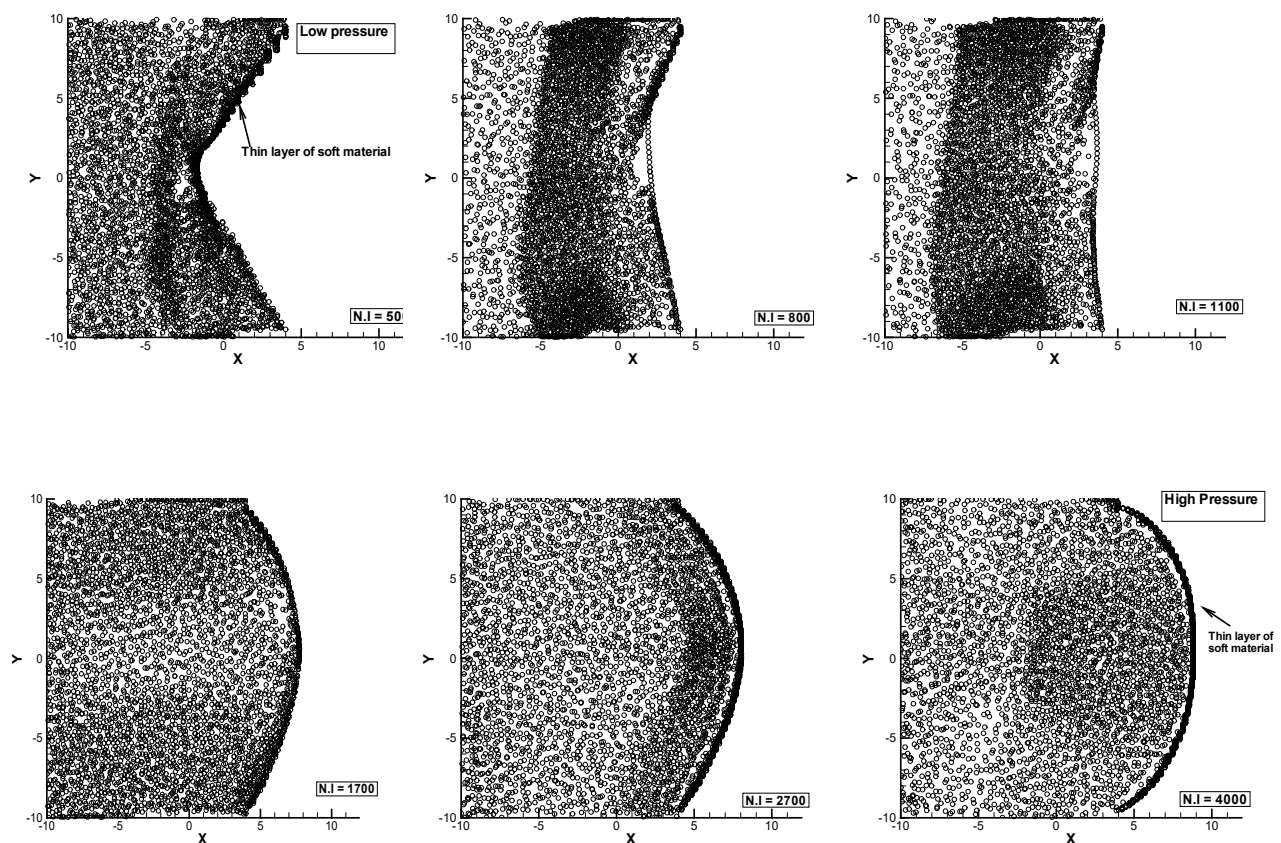 10
5
0
-5
-10
Y
-10
-5
0
5
10
X
Low pressure
Thin layer of soft material
N.I = 500
10
5
0
-5
-10
Y
-10
-5
0
5
10
X
N.I = 800
10
5
0
-5
-10
Y
-10
-5
0
5
10
X
N.I = 1100
10
5
0
-5
-10
Y
-10
-5
0
5
10
X
N.I = 1700
10
5
0
-5
-10
Y
-10
-5
0
5
10
X
N.I = 2700
10
5
0
-5
-10
Y
-10
-5
0
5
10
X
High Pressure
Thin layer of
soft material
N.I = 4000